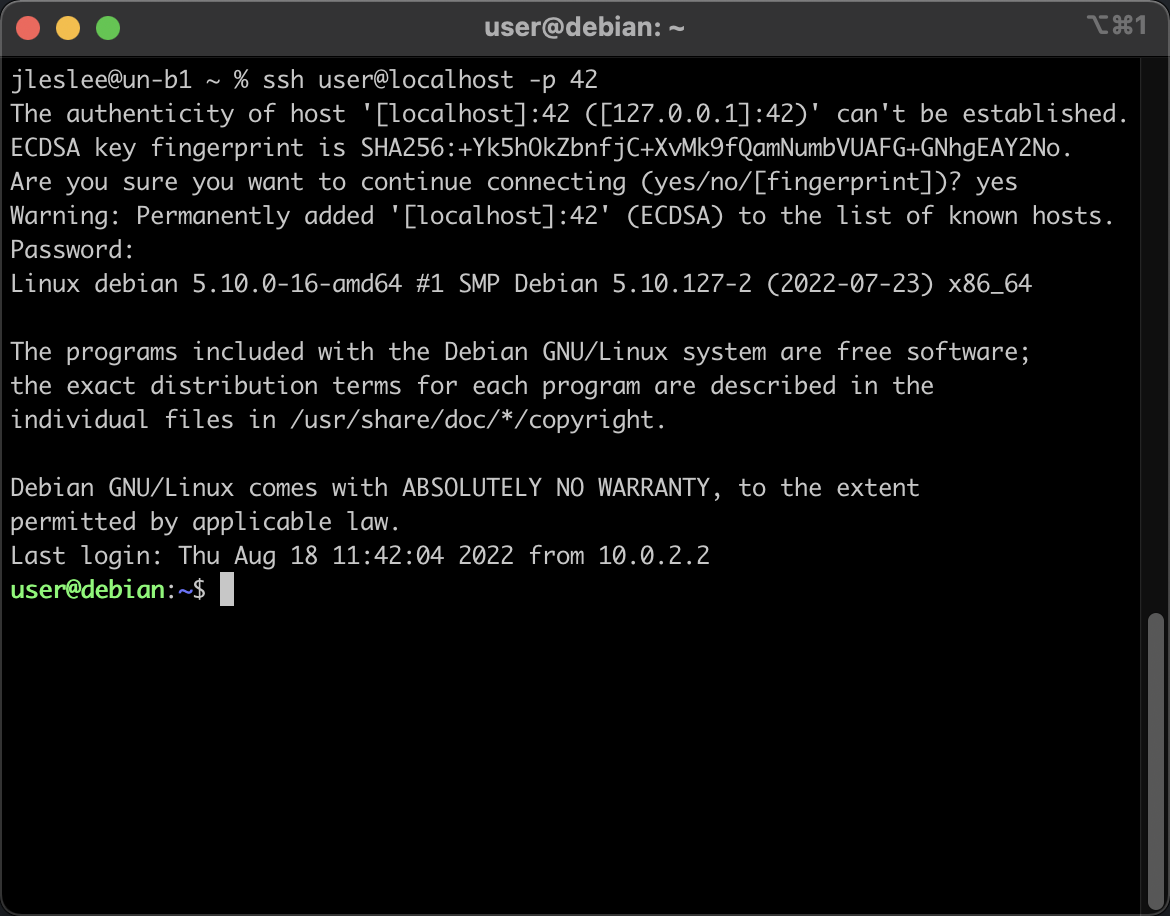 user@debian: ~
⌥⌘1
jleslee@un-b1 ~ % ssh user@localhost -p 42
The authenticity of host '[localhost]:42 ([127.0.0.1]:42)' can't be established.
ECDSA key fingerprint is SHA256:+Yk5hOkZbnfjC+XvMk9fQamNumbVUAFG+GNhgEAY2No.
Are you sure you want to continue connecting (yes/no/[fingerprint])? yes
Warning: Permanently added '[localhost]:42' (ECDSA) to the list of known hosts.
Password:
Linux debian 5.10.0-16-amd64 #1 SMP Debian 5.10.127-2 (2022-07-23) x86_64

The programs included with the Debian GNU/Linux system are free software;
the exact distribution terms for each program are described in the
individual files in /usr/share/doc/*/copyright.

Debian GNU/Linux comes with ABSOLUTELY NO WARRANTY, to the extent
permitted by applicable law.
Last login: Thu Aug 18 11:42:04 2022 from 10.0.2.2
user@debian:~$